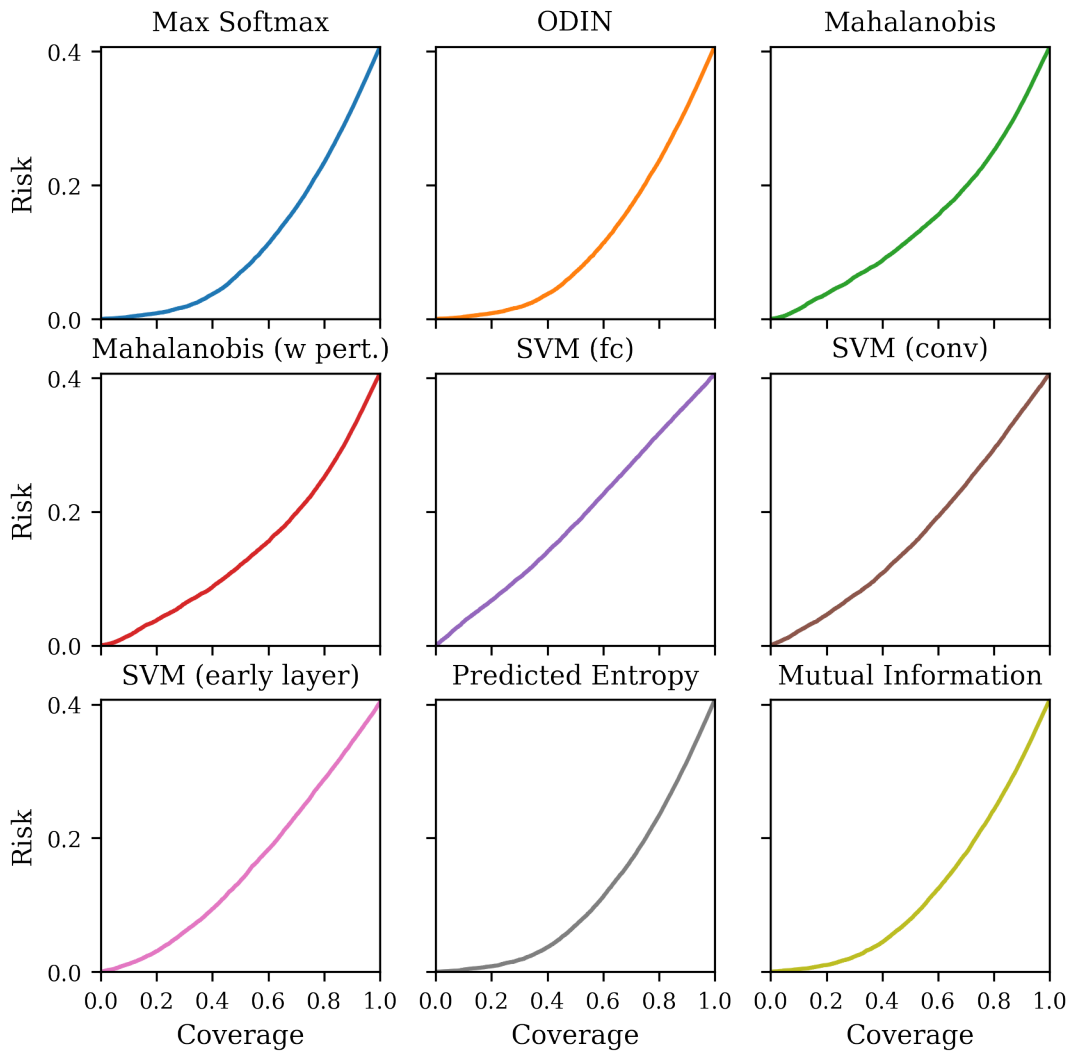 Max Softmax
ODIN
Mahalanobis
0.4
0.2
0.0
Risk
Mahalanobis (w pert.)
SVM (fc)
SVM (conv)
0.4
0.2
0.0
Risk
SVM (early layer)
Predicted Entropy
Mutual Information
0.4
0.2
0.0
Risk
0.0 0.2 0.4 0.6 0.8 1.0
0.0 0.2 0.4 0.6 0.8 1.0
0.0 0.2 0.4 0.6 0.8 1.0
Coverage
Coverage
Coverage